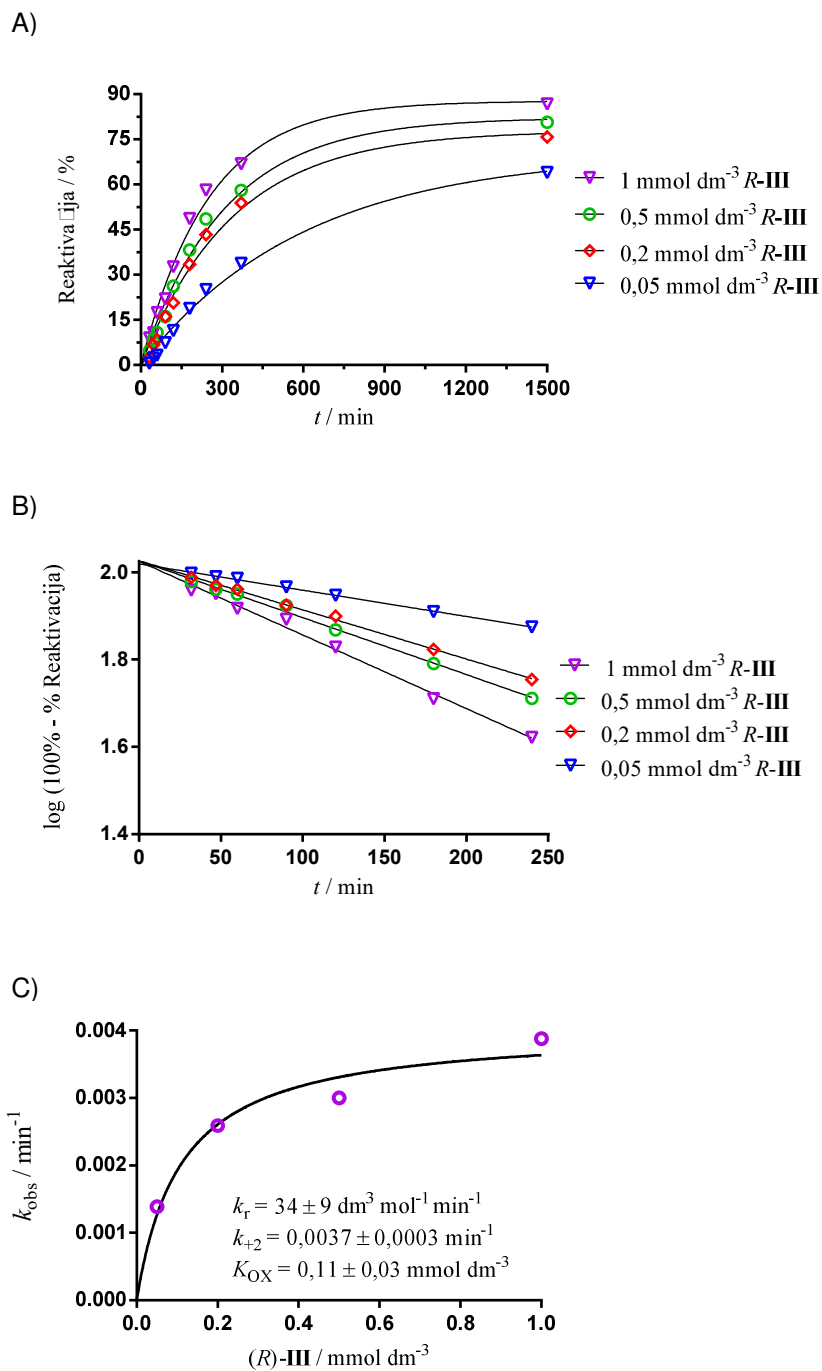 A)
90
75
60
45
30
15
0
Reaktiva□ija / %
0 300 600 900 1200 1500
t / min
1 mmol dm⁻³ R-III
0,5 mmol dm⁻³ R-III
0,2 mmol dm⁻³ R-III
0,05 mmol dm⁻³ R-III
B)
2.0
1.8
1.6
1.4
log (100% - % Reaktivacija)
0 50 100 150 200 250
t / min
1 mmol dm⁻³ R-III
0,5 mmol dm⁻³ R-III
0,2 mmol dm⁻³ R-III
0,05 mmol dm⁻³ R-III
C)
0.004
0.003
0.002
0.001
0.000
k_obs / min⁻¹
k_r = 34 ± 9 dm³ mol⁻¹ min⁻¹
k_+2 = 0,0037 ± 0,0003 min⁻¹
K_OX = 0,11 ± 0,03 mmol dm⁻³
0.0 0.2 0.4 0.6 0.8 1.0
(R)-III / mmol dm⁻³